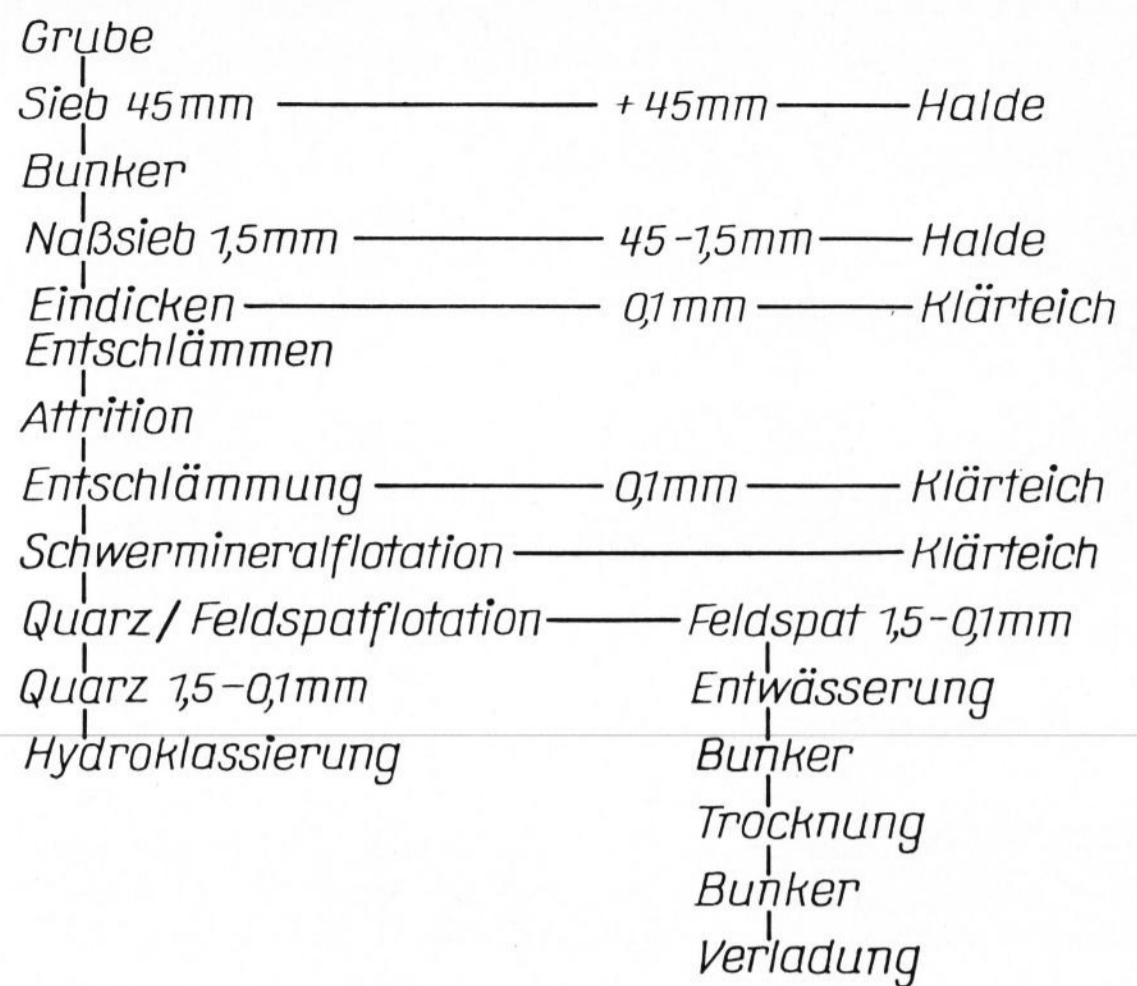 Grube
Sieb 45mm + 45mm Halde
Bunker
Naßsieb 1,5mm 45-1,5mm Halde
Eindicken 0,1mm Klärteich
Entschlämmen
Attrition
Entschlämmung 0,1mm Klärteich
Schwermineralflotation Klärteich
Quarz/Feldspatflotation Feldspat 1,5-0,1mm
Quarz 1,5-0,1mm Entwässerung
Hydroklassierung Bunker
Trocknung
Bunker
Verladung